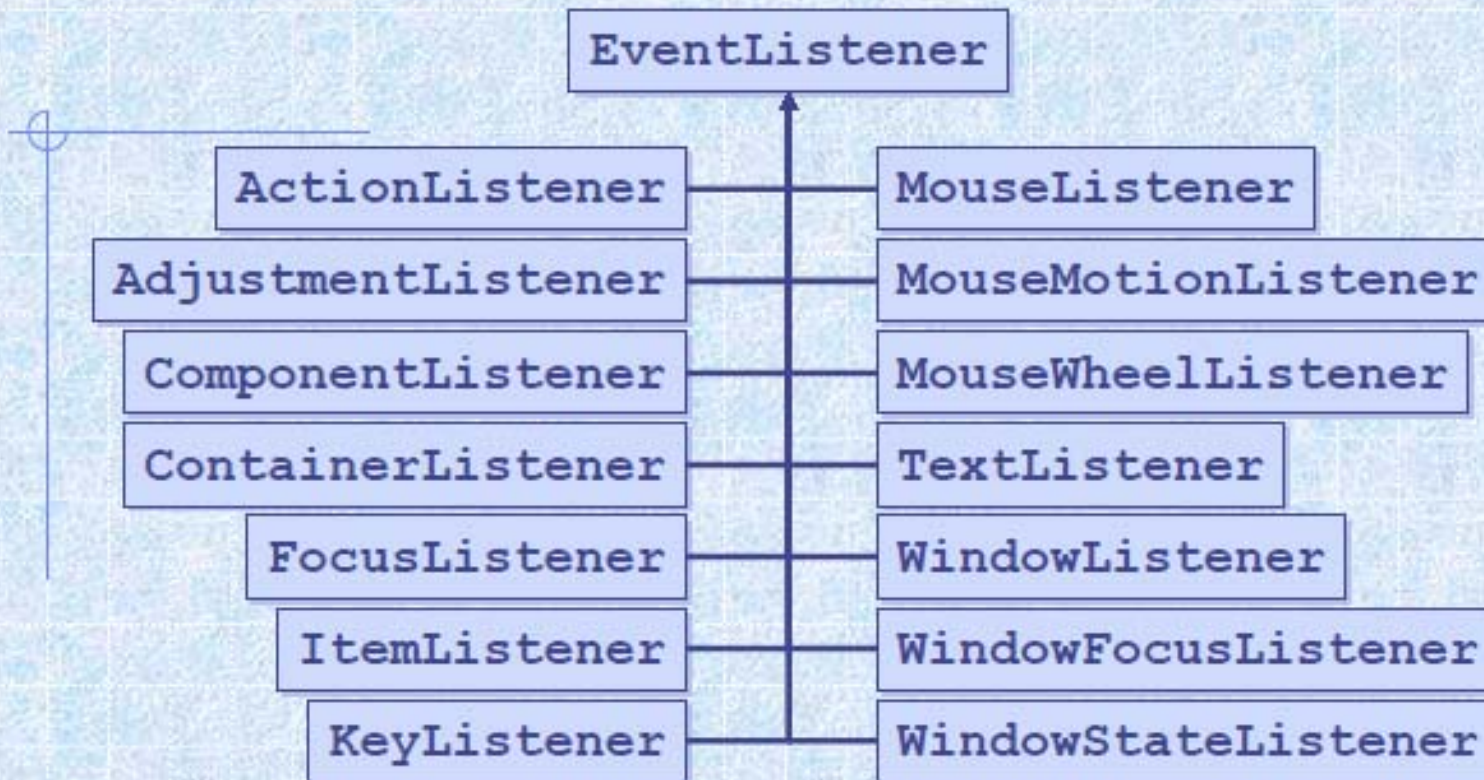 EventListener
ActionListener
MouseListener
AdjustmentListener
MouseMotionListener
ComponentListener
MouseWheelListener
ContainerListener
TextListener
FocusListener
WindowListener
ItemListener
WindowFocusListener
KeyListener
WindowStateListener